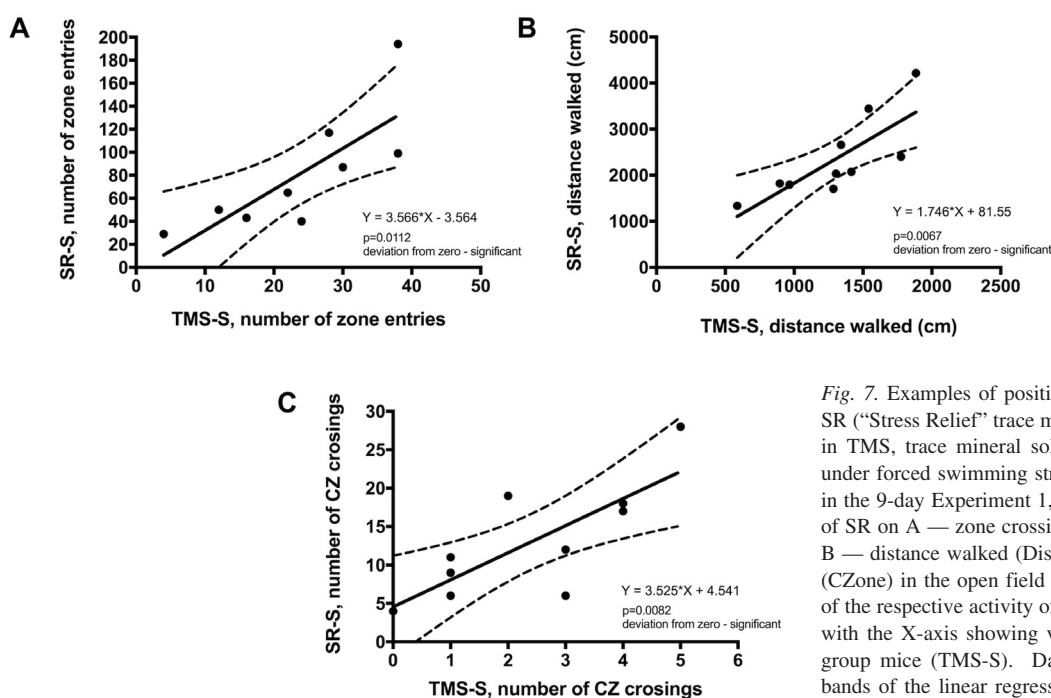 A
SR-S, number of zone entries
200
180
160
140
120
100
80
60
40
20
0
Y = 3.566*X - 3.564
p=0.0112
deviation from zero - significant
0 10 20 30 40 50
TMS-S, number of zone entries
B
SR-S, distance walked (cm)
5000
4000
3000
2000
1000
0
Y = 1.746*X + 81.55
p=0.0067
deviation from zero - significant
0 500 1000 1500 2000 2500
TMS-S, distance walked (cm)
C
SR-S, number of CZ crosings
30
25
20
15
10
5
0
Y = 3.525*X + 4.541
p=0.0082
deviation from zero - significant
0 1 2 3 4 5 6
TMS-S, number of CZ crosings
Fig. 7. Examples of positi
SR (“Stress Relief” trace m
in TMS, trace mineral sol
under forced swimming str
in the 9-day Experiment 1,
of SR on A — zone crossi
B — distance walked (Dis
(CZone) in the open field
of the respective activity o
with the X-axis showing v
group mice (TMS-S). Da
bands of the linear regress